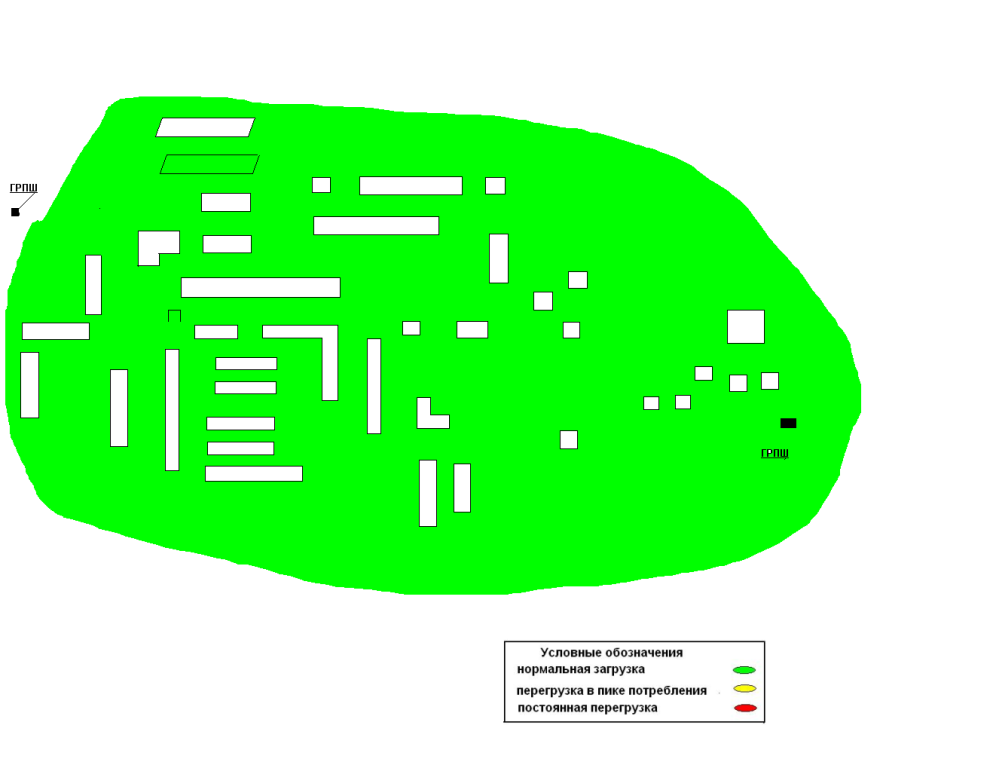 ГРПШ
ГРПШ
Условные обозначения
нормальная загрузка
перегрузка в пике потребления
постоянная перегрузка